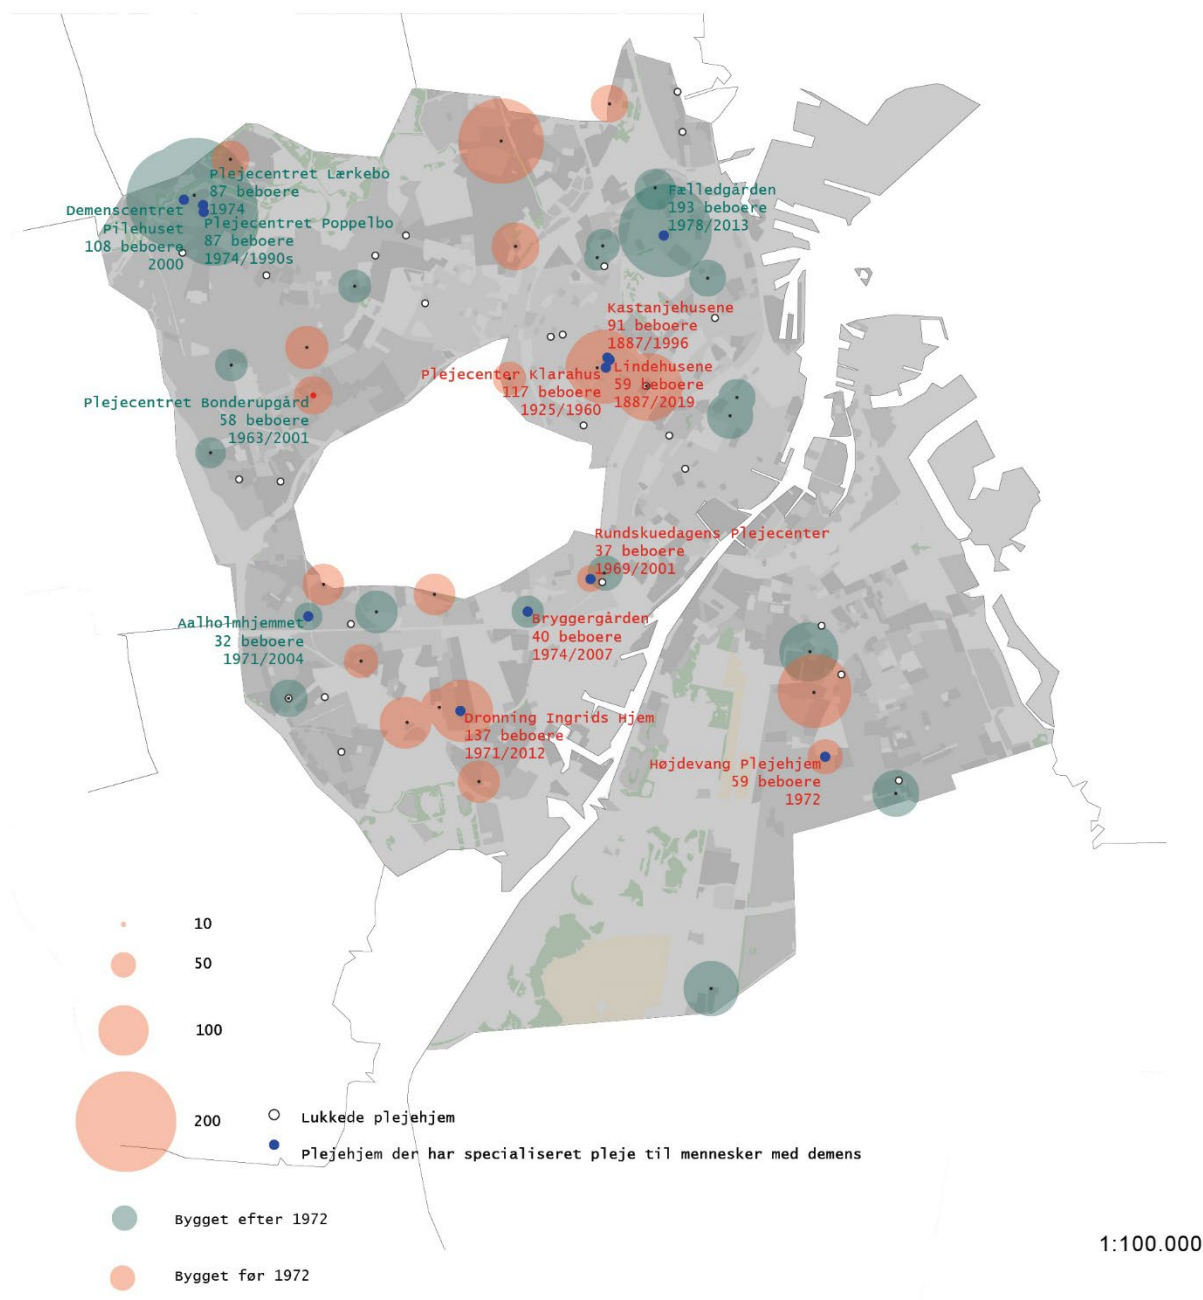 Plejecentret Lærkebo
87 beboere
1974
Demenscentret
Pilehuset
108 beboere
2000
Plejecentret Poppelbo
87 beboere
1974/1990s
Fælledgården
193 beboere
1978/2013
Kastanjehusene
91 beboere
1887/1996
Plejecenter Klarahus
117 beboere
1925/1960
Lindehusene
59 beboere
1887/2019
Plejecentret Bonderupgård
58 beboere
1963/2001
Rundskuedagens Plejecenter
37 beboere
1969/2001
Aalholmhjemmet
32 beboere
1971/2004
Bryggergården
40 beboere
1974/2007
Dronning Ingrids Hjem
137 beboere
1971/2012
Højdevang Plejehjem
59 beboere
1972
10
50
100
200
Lukkede plejehjem
Plejehjem der har specialiseret pleje til mennesker med demens
Bygget efter 1972
Bygget før 1972
1:100.000